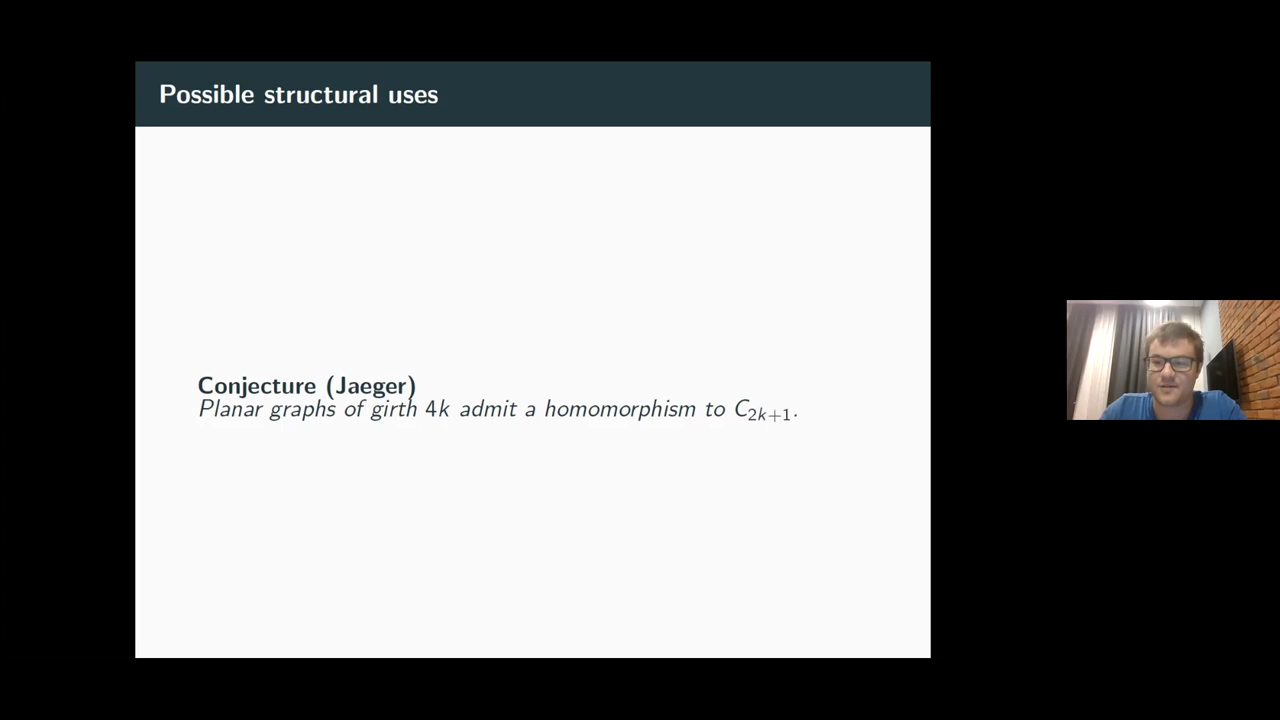 Possible structural uses
Conjecture (Jaeger)
Planar graphs of girth 4k admit a homomorphism to C₂ₖ₊₁.